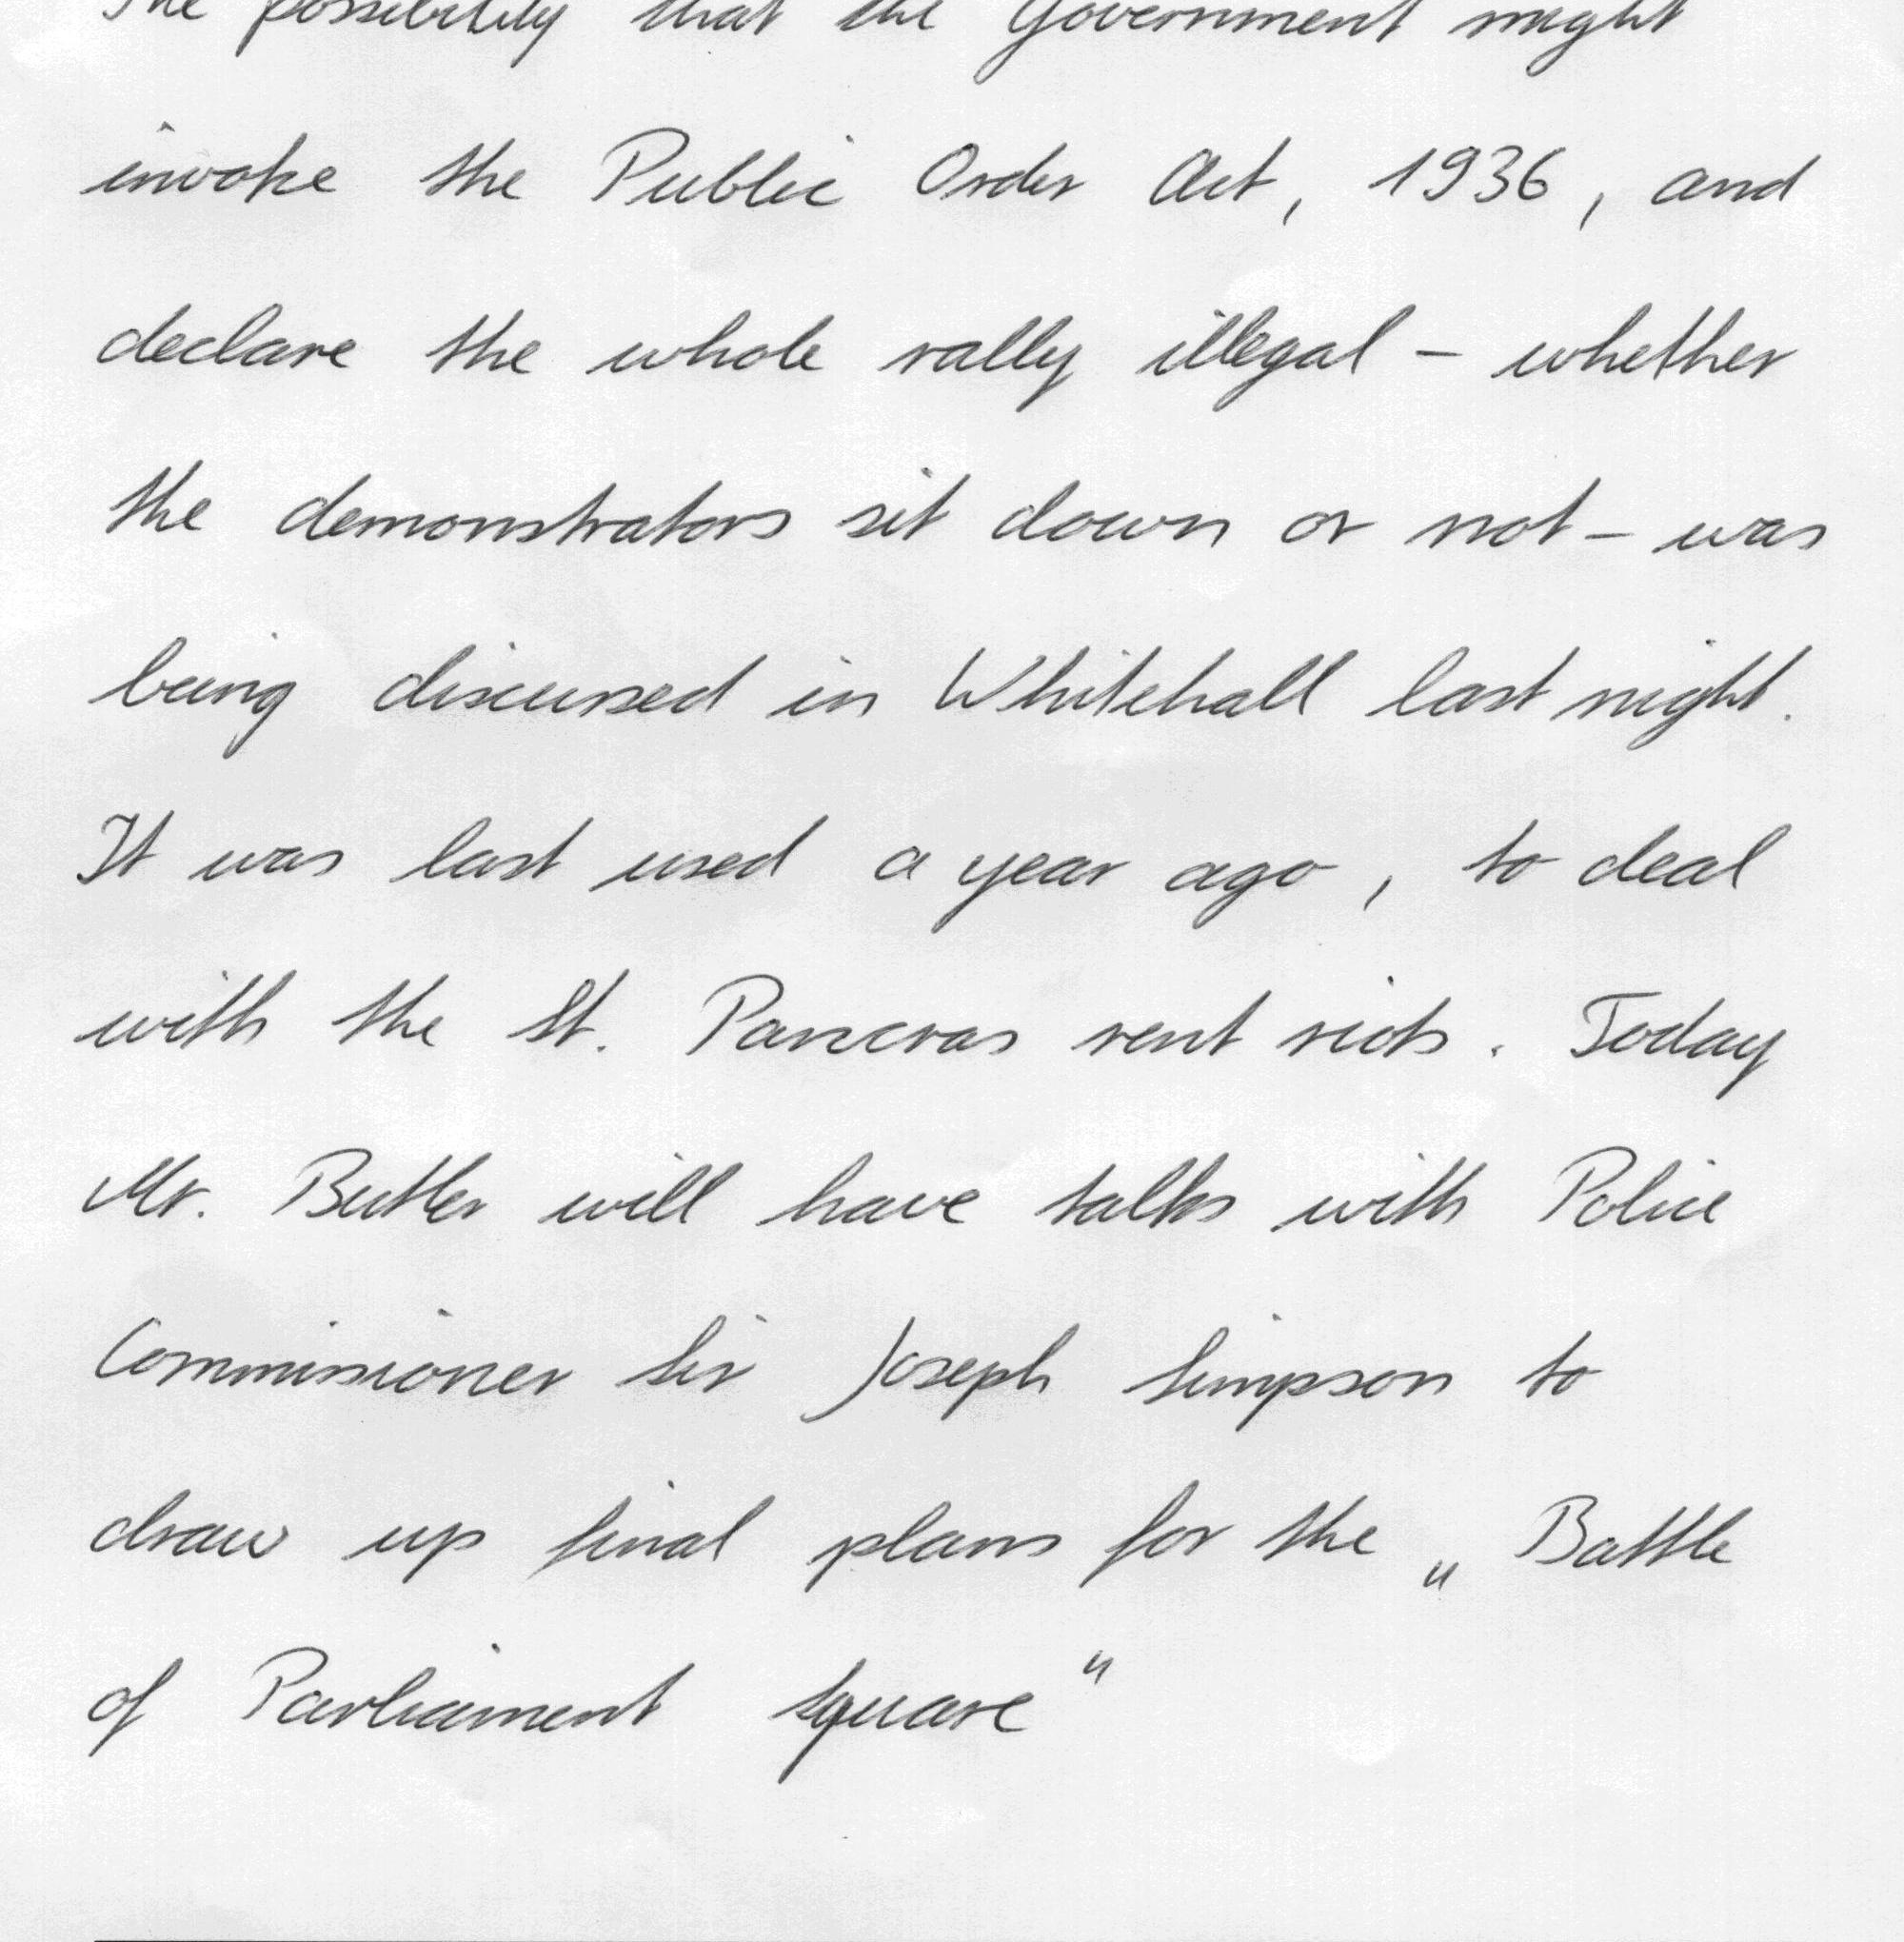 The possibility that the Government might
invoke the Public Order Act, 1936, and
declare the whole rally illegal - whether
the demonstrators sit down or not - was
being discussed in Whitehall last night.
It was last used a year ago, to deal
with the St. Pancras rent riots. Today
Mr. Butler will have talks with Police
Commissioner Sir Joseph Simpson to
draw up final plans for the „Battle
of Parliament Square"